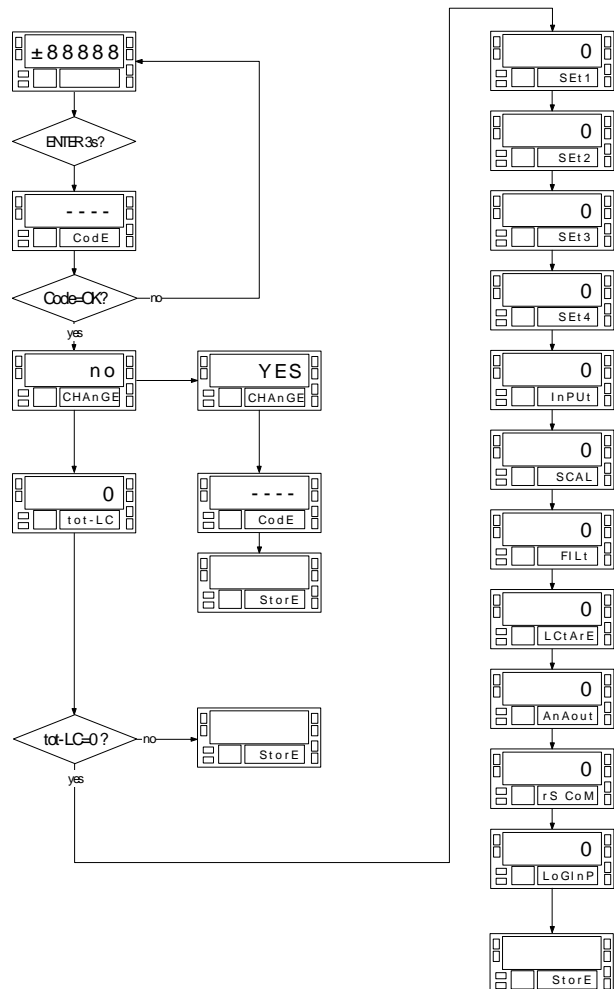 ±88888
ENTER 3s?
----
CodE
Code=OK?
no
yes
no
CHAnGE
YES
CHAnGE
0
tot-LC
----
CodE
StorE
tot-LC=0 ?
no
StorE
yes
0
SEt1
0
SEt2
0
SEt3
0
SEt4
0
InPUt
0
SCAL
0
FILt
0
LCtArE
0
AnAout
0
rS CoM
0
LoGInP
StorE